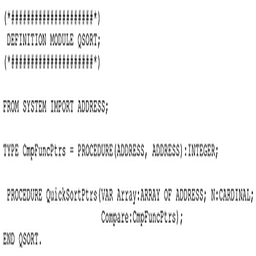 (*####################*)
DEFINITION MODULE QSORT;
(*####################*)
FROM SYSTEM IMPORT ADDRESS;
TYPE CmpFuncPtrs = PROCEDURE(ADDRESS, ADDRESS):INTEGER;
PROCEDURE QuickSortPtrs(VAR Array:ARRAY OF ADDRESS; N:CARDINAL;
Compare:CmpFuncPtrs);
END QSORT.